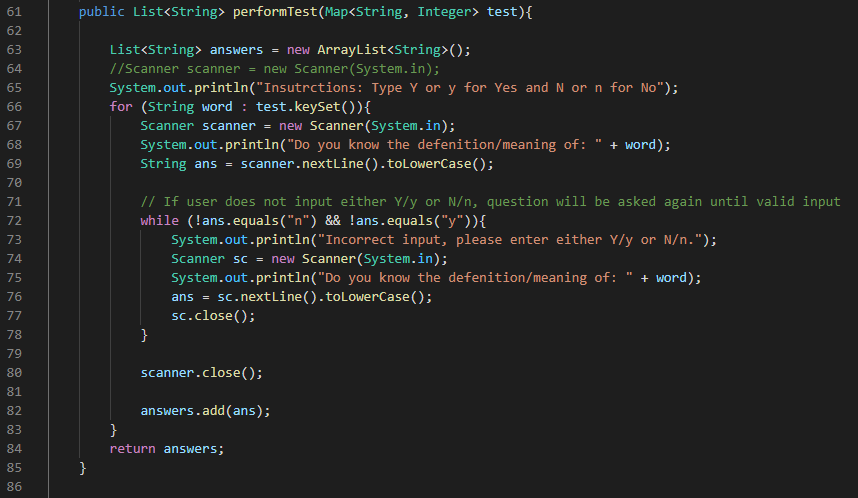 61 public List<String> performTest(Map<String, Integer> test){
62
63 List<String> answers = new ArrayList<String>();
64 //Scanner scanner = new Scanner(System.in);
65 System.out.println("Insutrctions: Type Y or y for Yes and N or n for No");
66 for (String word : test.keySet()){
67 Scanner scanner = new Scanner(System.in);
68 System.out.println("Do you know the defenition/meaning of: " + word);
69 String ans = scanner.nextLine().toLowerCase();
70
71 // If user does not input either Y/y or N/n, question will be asked again until valid input
72 while (!ans.equals("n") && !ans.equals("y")){
73 System.out.println("Incorrect input, please enter either Y/y or N/n.");
74 Scanner sc = new Scanner(System.in);
75 System.out.println("Do you know the defenition/meaning of: " + word);
76 ans = sc.nextLine().toLowerCase();
77 sc.close();
78 }
79
80 scanner.close();
81
82 answers.add(ans);
83 }
84 return answers;
85 }
86